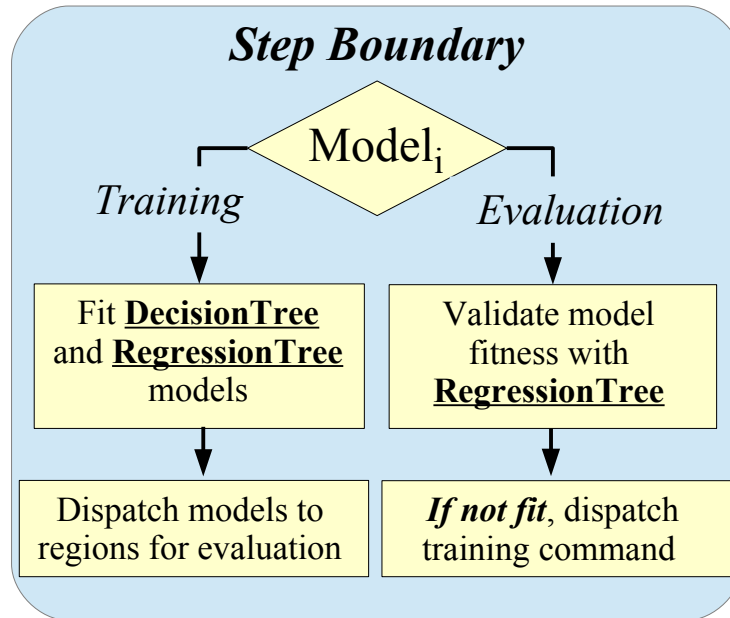 Step Boundary
Model_i
Training
Evaluation
Fit DecisionTree
and RegressionTree
models
Validate model
fitness with
RegressionTree
Dispatch models to
regions for evaluation
If not fit, dispatch
training command